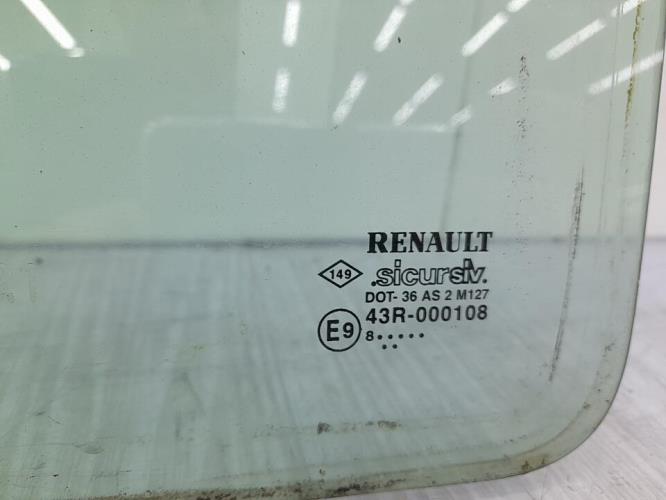 RENAULT
149 .sicursiv.
DOT- 36 AS 2 M127
E9 43R-000108
8.....
..